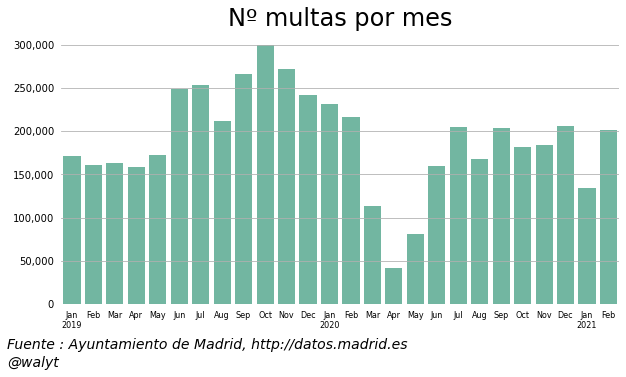 Nº multas por mes
300,000
250,000
200,000
150,000
100,000
50,000
0
Jan Feb Mar Apr May Jun Jul Aug Sep Oct Nov Dec Jan Feb Mar Apr May Jun Jul Aug Sep Oct Nov Dec Jan Feb
2019 2020 2021
Fuente : Ayuntamiento de Madrid, http://datos.madrid.es
@walyt